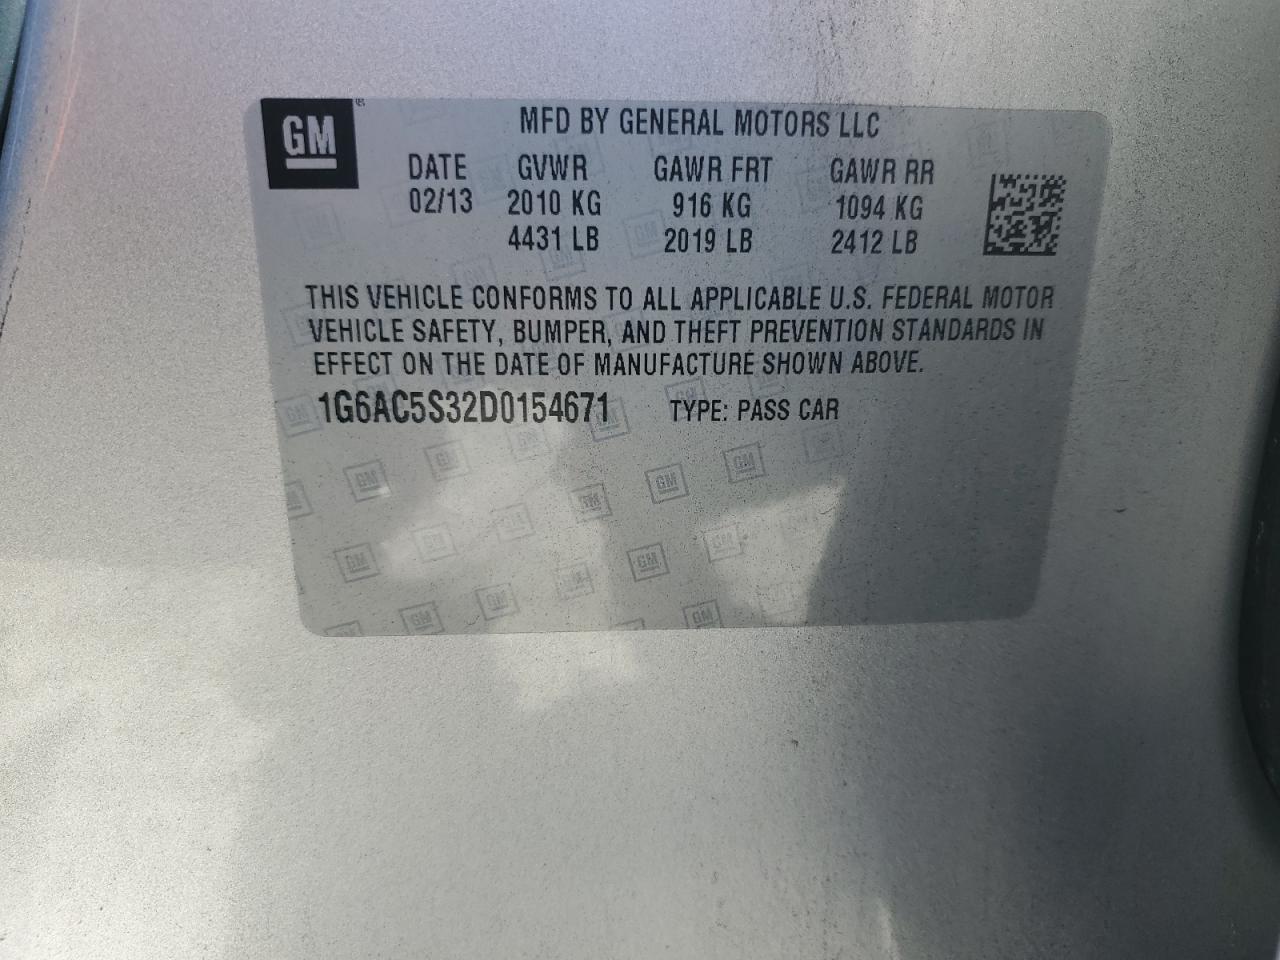 GM
MFD BY GENERAL MOTORS LLC
DATE GVWR GAWR FRT GAWR RR
02/13 2010 KG 916 KG 1094 KG
4431 LB 2019 LB 2412 LB
THIS VEHICLE CONFORMS TO ALL APPLICABLE U.S. FEDERAL MOTOR
VEHICLE SAFETY, BUMPER, AND THEFT PREVENTION STANDARDS IN
EFFECT ON THE DATE OF MANUFACTURE SHOWN ABOVE.
1G6AC5S32D0154671 TYPE: PASS CAR